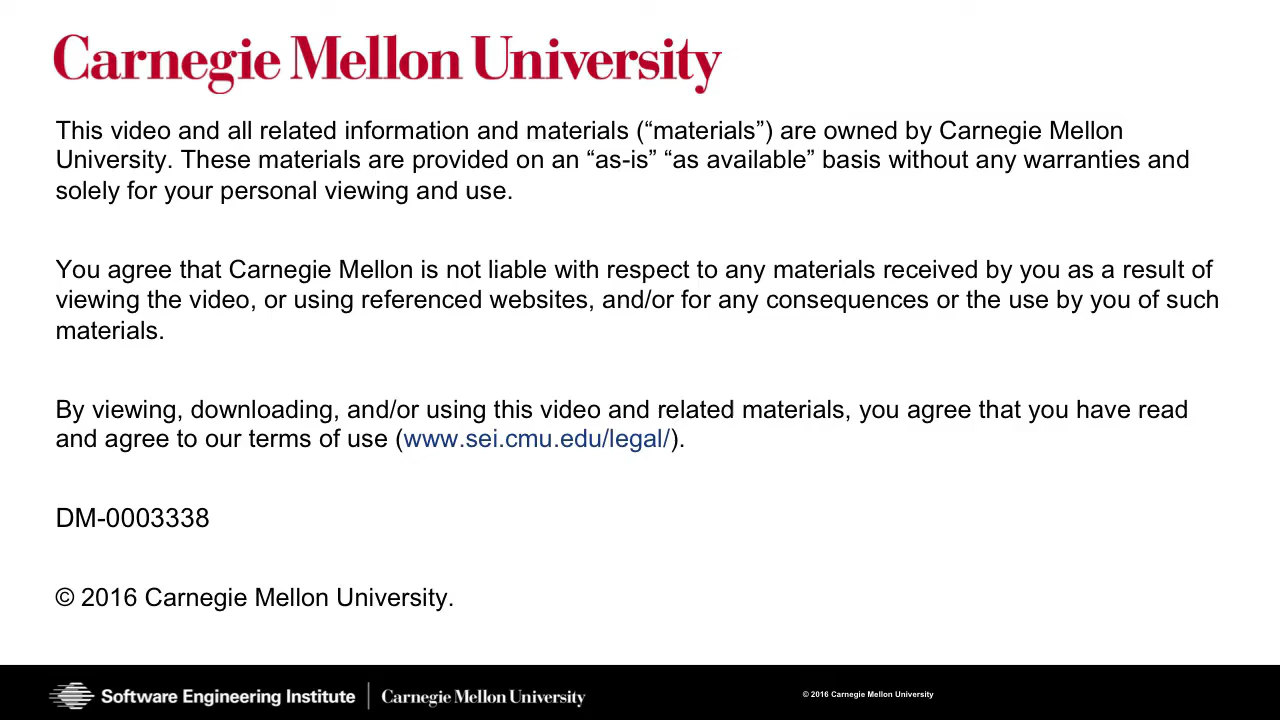 Carnegie Mellon University
This video and all related information and materials (“materials”) are owned by Carnegie Mellon
University. These materials are provided on an “as-is” “as available” basis without any warranties and
solely for your personal viewing and use.
You agree that Carnegie Mellon is not liable with respect to any materials received by you as a result of
viewing the video, or using referenced websites, and/or for any consequences or the use by you of such
materials.
By viewing, downloading, and/or using this video and related materials, you agree that you have read
and agree to our terms of use (www.sei.cmu.edu/legal/).
DM-0003338
© 2016 Carnegie Mellon University.
Software Engineering Institute | Carnegie Mellon University
© 2016 Carnegie Mellon University